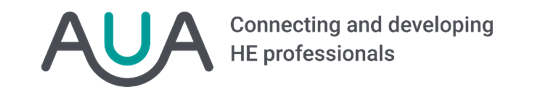 AUA
Connecting and developing
HE professionals